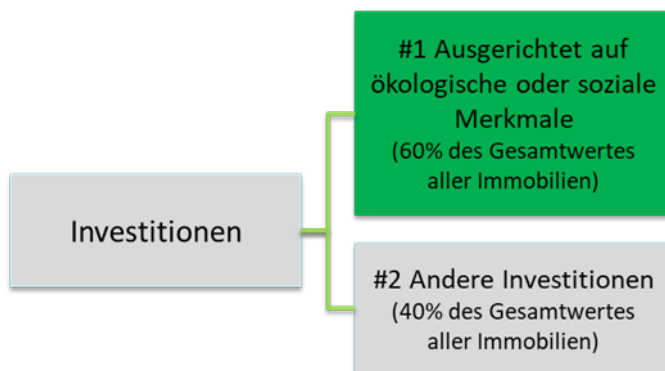 #1 Ausgerichtet auf
ökologische oder soziale
Merkmale
(60% des Gesamtwertes
aller Immobilien)
Investitionen
#2 Andere Investitionen
(40% des Gesamtwertes
aller Immobilien)